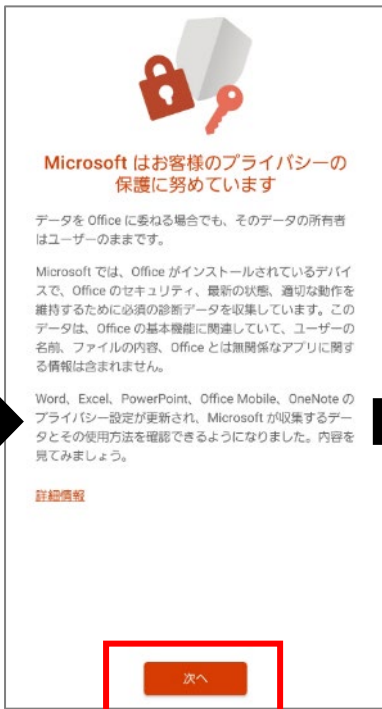 Microsoft はお客様のプライバシーの
保護に努めています
データを Office に委ねる場合でも、そのデータの所有者
はユーザーのままです。
Microsoft では、Office がインストールされているデバイ
スで、Office のセキュリティ、最新の状態、適切な動作を
維持するために必須の診断データを収集しています。この
データは、Office の基本機能に関連していて、ユーザーの
名前、ファイルの内容、Office とは無関係なアプリに関す
る情報は含まれません。
Word、Excel、PowerPoint、Office Mobile、OneNote の
プライバシー設定が更新され、Microsoft が収集するデー
タとその使用方法を確認できるようになりました。内容を
見てみましょう。
詳細情報
次へ